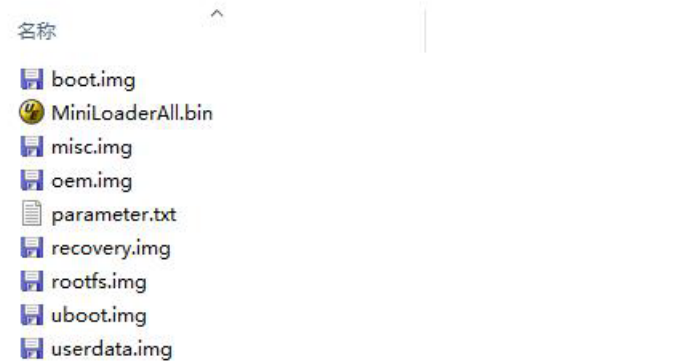 名称
boot.img
MiniLoaderAll.bin
misc.img
oem.img
parameter.txt
recovery.img
rootfs.img
uboot.img
userdata.img